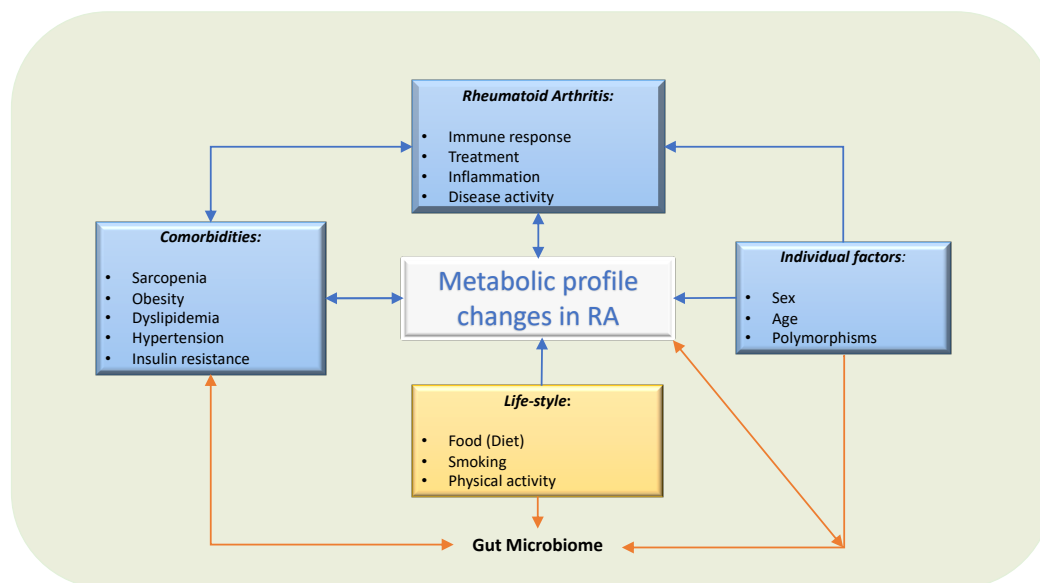 Rheumatoid Arthritis:
• Immune response
• Treatment
• Inflammation
• Disease activity
Comorbidities:
• Sarcopenia
• Obesity
• Dyslipidemia
• Hypertension
• Insulin resistance
Metabolic profile
changes in RA
Individual factors:
• Sex
• Age
• Polymorphisms
Life-style:
• Food (Diet)
• Smoking
• Physical activity
Gut Microbiome